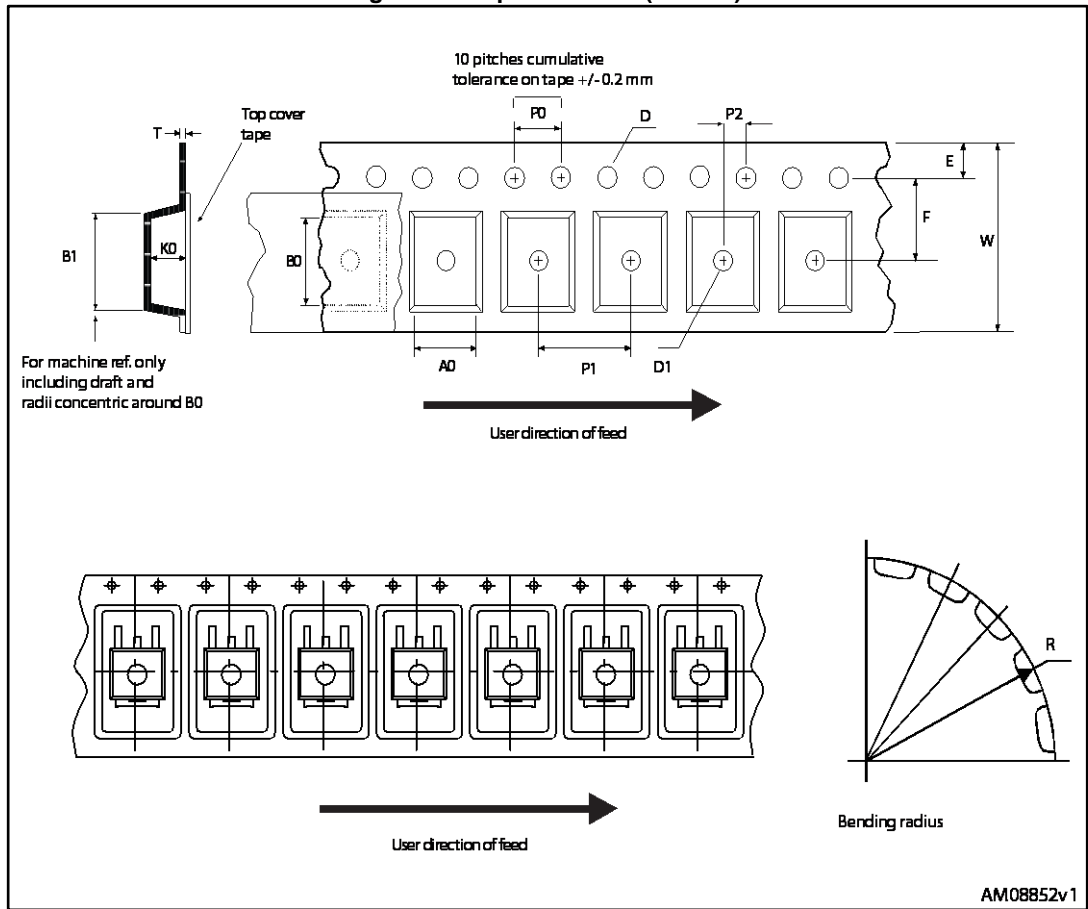 10 pitches cumulative
tolerance on tape +/- 0.2 mm
Top cover
tape
T
P0
D
P2
E
F
W
B1
K0
B0
For machine ref. only
including draft and
radii concentric around B0
A0
P1
D1
User direction of feed
R
Bending radius
User direction of feed
AM08852v1